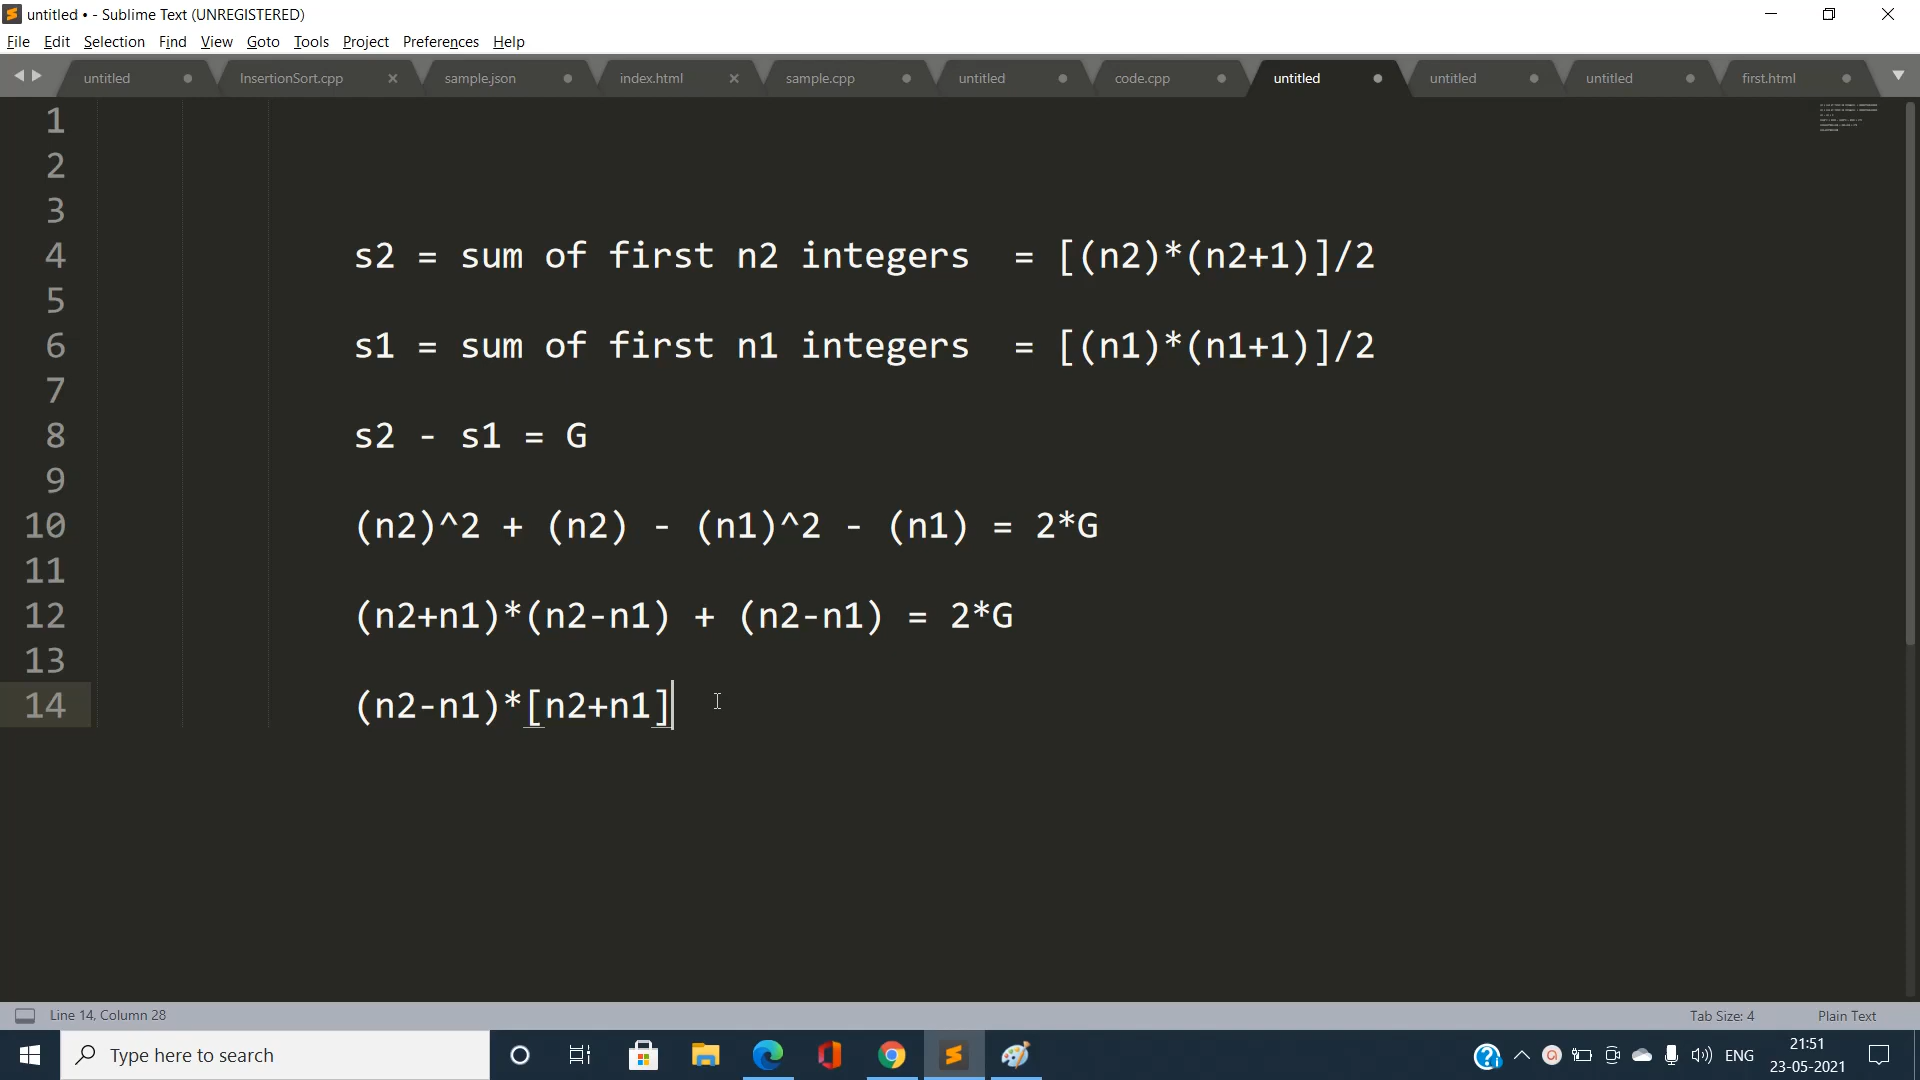 untitled • - Sublime Text (UNREGISTERED)
File Edit Selection Find View Goto Tools Project Preferences Help
untitled InsertionSort.cpp sample.json index.html sample.cpp untitled code.cpp untitled untitled untitled first.html
1
2
3
4 s2 = sum of first n2 integers = [(n2)*(n2+1)]/2
5
6 s1 = sum of first n1 integers = [(n1)*(n1+1)]/2
7
8 s2 - s1 = G
9
10 (n2)^2 + (n2) - (n1)^2 - (n1) = 2*G
11
12 (n2+n1)*(n2-n1) + (n2-n1) = 2*G
13
14 (n2-n1)*[n2+n1]
Line 14, Column 28 Tab Size: 4 Plain Text
Type here to search ENG 21:51
23-05-2021